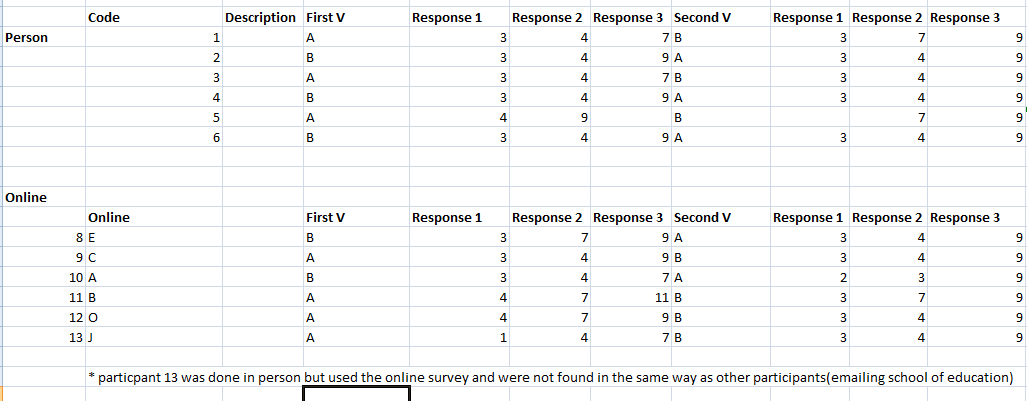 Code Description First V Response 1 Response 2 Response 3 Second V Response 1 Response 2 Response 3
Person 1 A 3 4 7 B 3 7 9
2 B 3 4 9 A 3 4 9
3 A 3 4 7 B 3 4 9
4 B 3 4 9 A 3 4 9
5 A 4 9 B 7 9
6 B 3 4 9 A 3 4 9
Online
Online First V Response 1 Response 2 Response 3 Second V Response 1 Response 2 Response 3
8 E B 3 7 9 A 3 4 9
9 C A 3 4 9 B 3 4 9
10 A B 3 4 7 A 2 3 9
11 B A 4 7 11 B 3 7 9
12 O A 4 7 9 B 3 4 9
13 J A 1 4 7 B 3 4 9
* particpant 13 was done in person but used the online survey and were not found in the same way as other participants(emailing school of education)